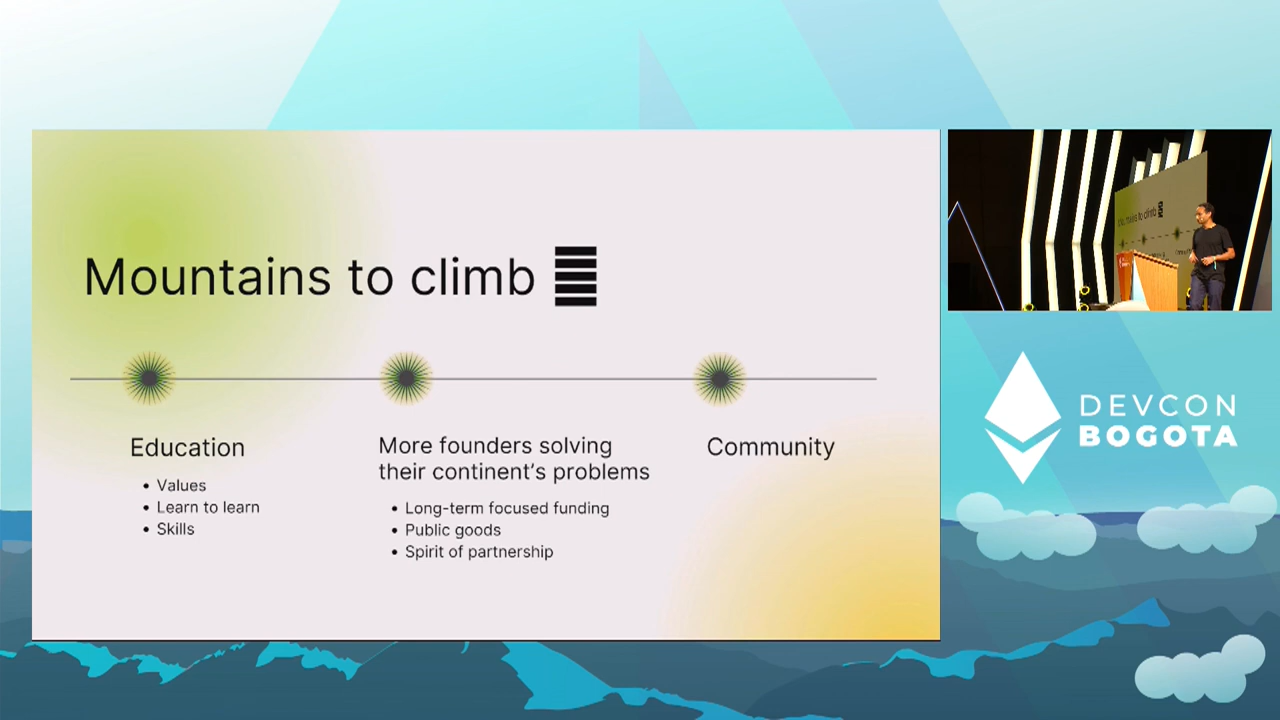 Mountains to climb
Education
• Values
• Learn to learn
• Skills
More founders solving
their continent's problems
• Long-term focused funding
• Public goods
• Spirit of partnership
Community
DEVCON
BOGOTA